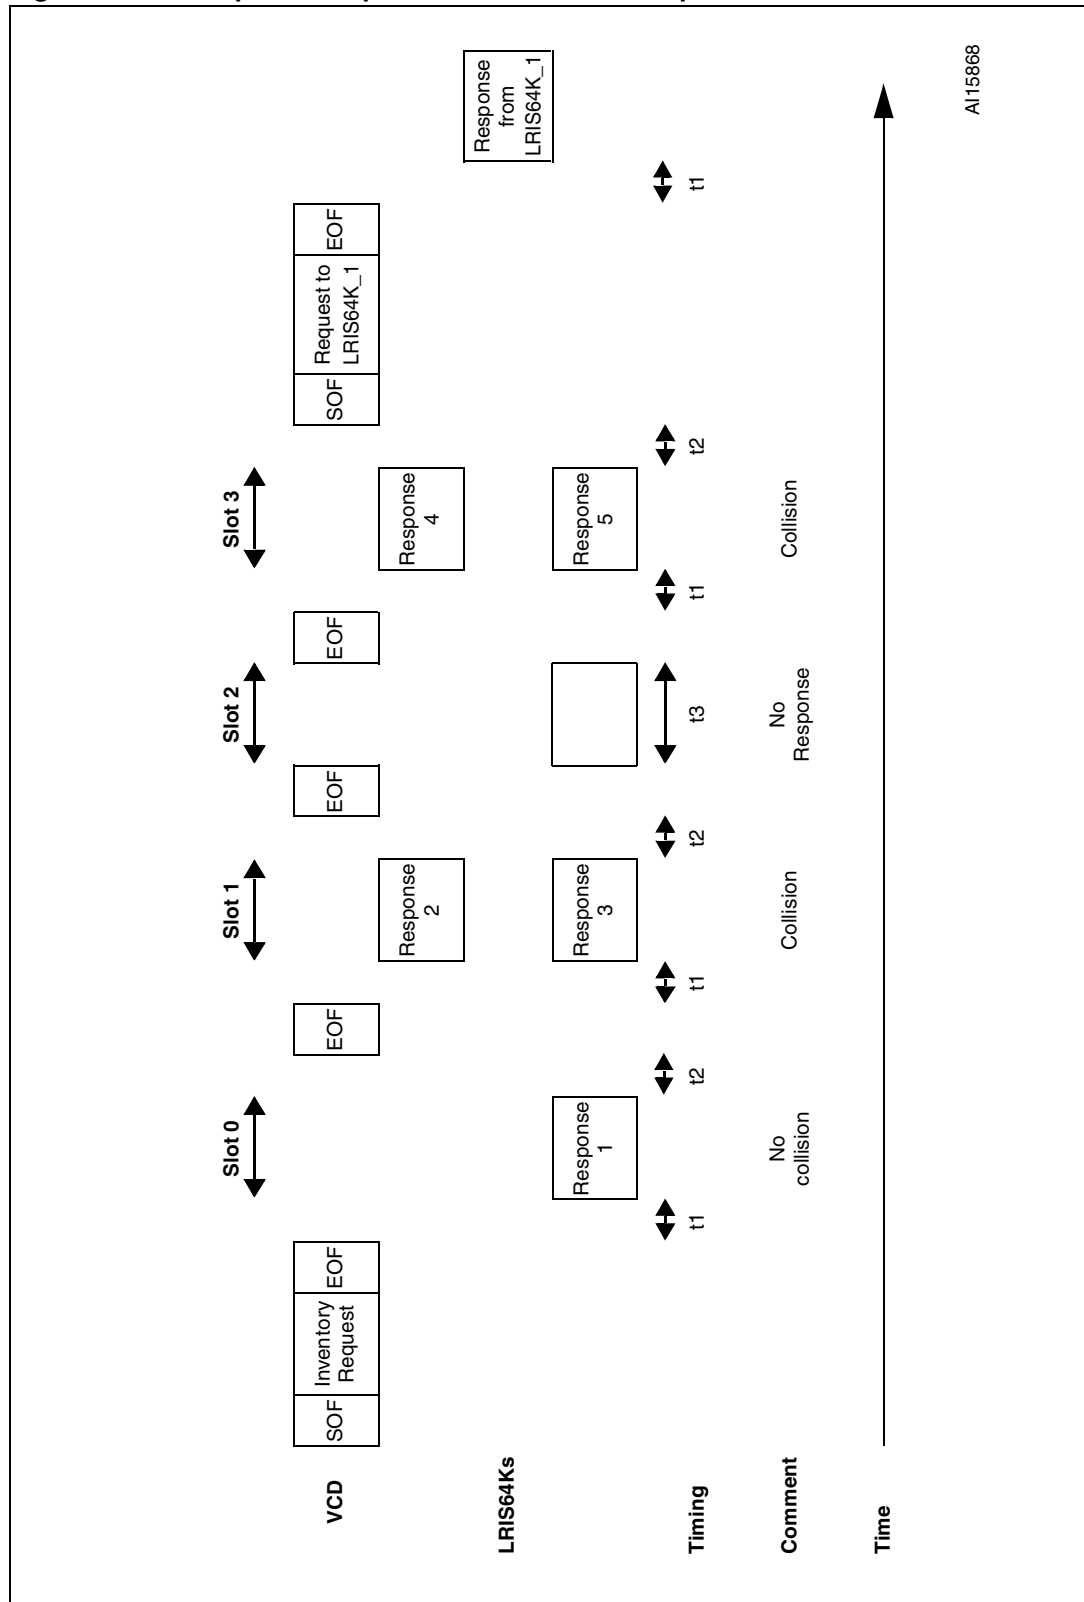 Slot 0
Slot 1
Slot 2
Slot 3
VCD
SOF
Inventory
Request
EOF
EOF
EOF
EOF
SOF
Request to
LRIS64K_1
EOF
LRIS64Ks
Response
1
Response
2
Response
3
Response
4
Response
5
Response
from
LRIS64K_1
Timing
t1
t2
t1
t2
t3
t1
t2
t1
Comment
No
collision
Collision
No
Response
Collision
Time
AI15868